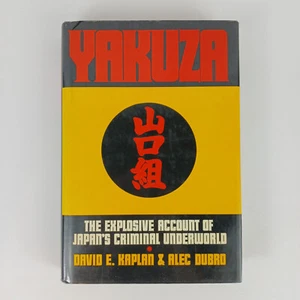 YAKUZA
山口組
THE EXPLOSIVE ACCOUNT OF
JAPAN'S CRIMINAL UNDERWORLD
DAVID E. KAPLAN & ALEC DUBRO